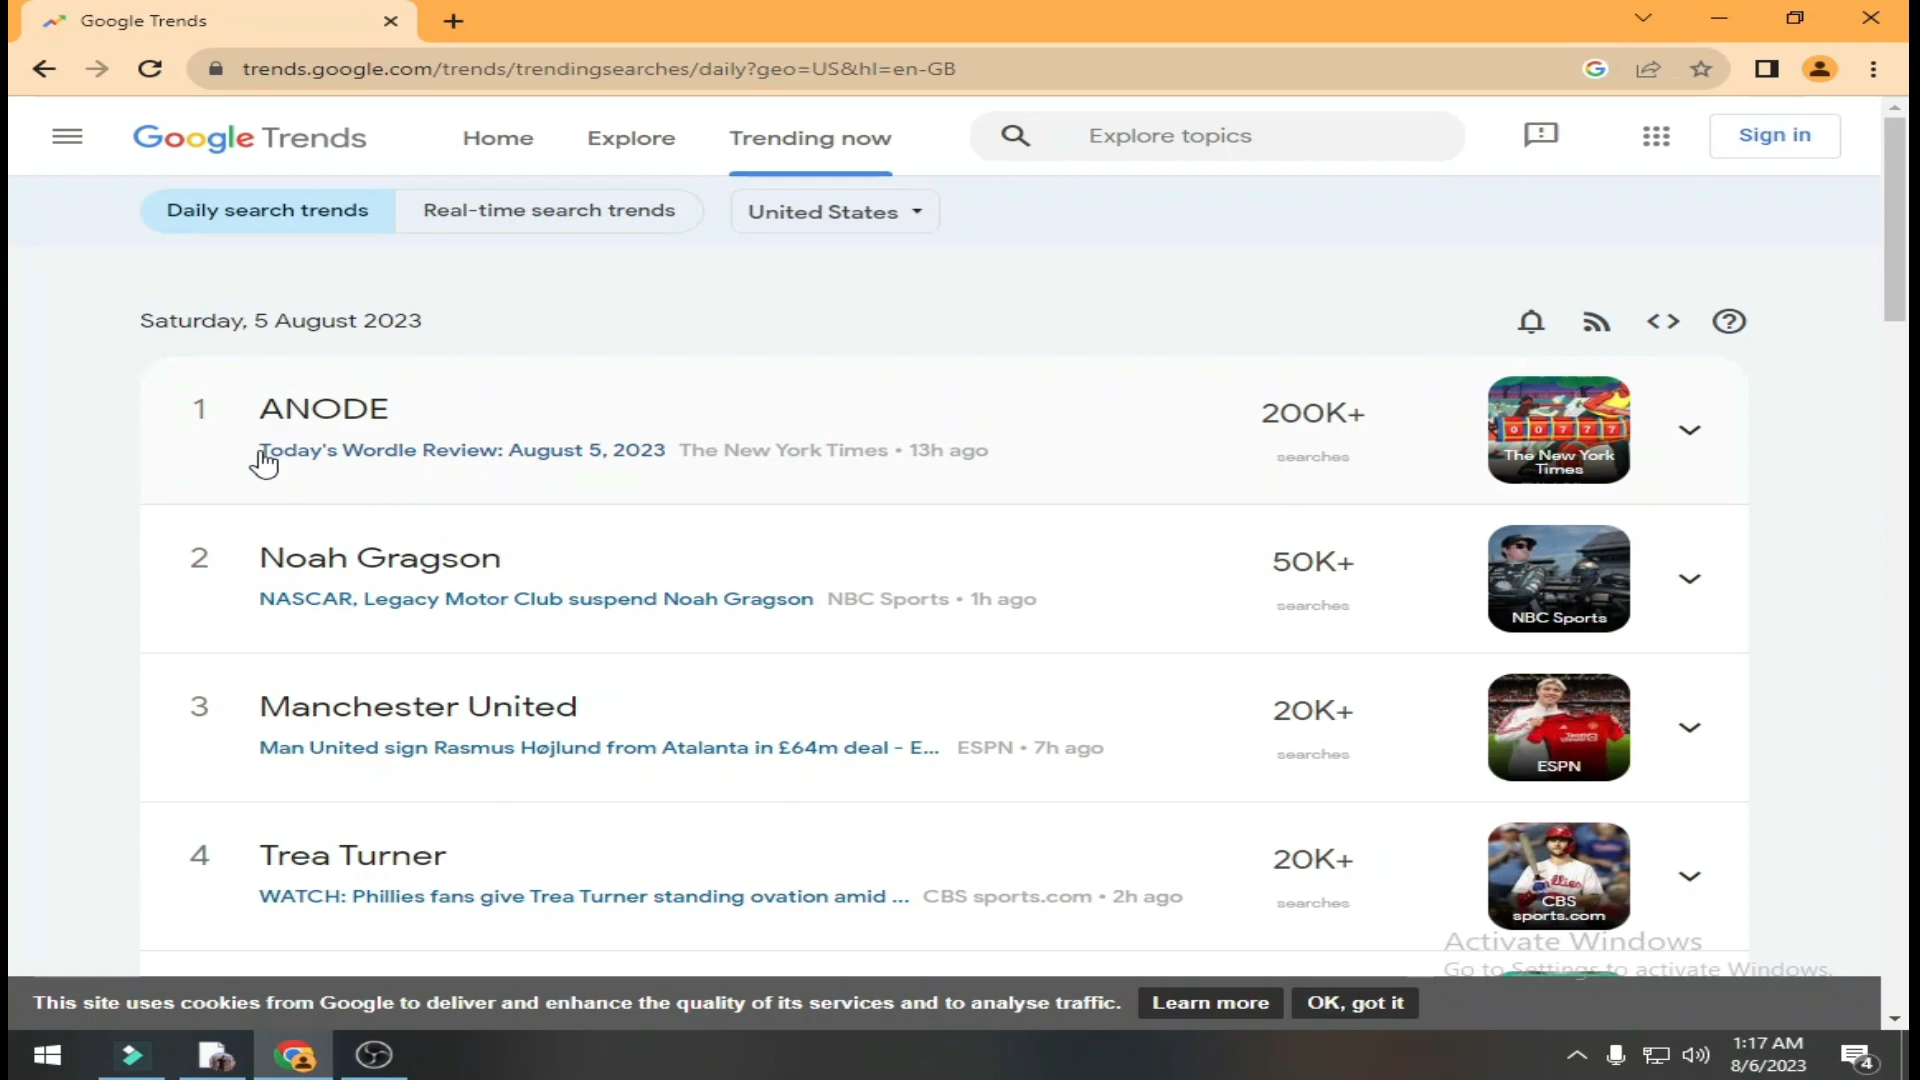 Google Trends
trends.google.com/trends/trendingsearches/daily?geo=US&hl=en-GB
Google Trends Home Explore Trending now Explore topics Sign in
Daily search trends Real-time search trends United States
Saturday, 5 August 2023
1 ANODE 200K+
Today's Wordle Review: August 5, 2023 The New York Times • 13h ago searches
The New York
Times
2 Noah Gragson 50K+
NASCAR, Legacy Motor Club suspend Noah Gragson NBC Sports • 1h ago searches
NBC Sports
3 Manchester United 20K+
Man United sign Rasmus Højlund from Atalanta in £64m deal - E... ESPN • 7h ago searches
ESPN
4 Trea Turner 20K+
WATCH: Phillies fans give Trea Turner standing ovation amid ... CBS sports.com • 2h ago searches
CBS
sports.com
Activate Windows
Go to Settings to activate Windows.
This site uses cookies from Google to deliver and enhance the quality of its services and to analyse traffic. Learn more OK, got it
1:17 AM
8/6/2023
4